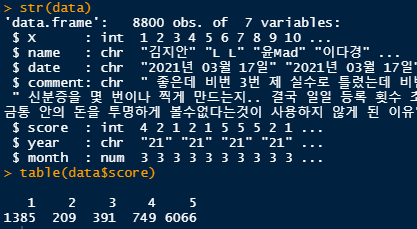 > str(data)
'data.frame':   8800 obs. of  7 variables:
 $ X      : int  1 2 3 4 5 6 7 8 9 10 ...
 $ name   : chr  "김지안" "L L" "윤Mad" "이다경" ...
 $ date   : chr  "2021년 03월 17일" "2021년 03월 17일"
 $ comment: chr  " 좋은데 비번 3번 제 실수로 틀렸는데 비번
" 신분증을 몇 번이나 찍게 만드는지.. 결국 일일 등록 횟수 초
금통 안의 돈을 투명하게 볼수없다는것이 사용하지 않게 된 이유"
 $ score  : int  4 2 1 2 1 5 5 5 2 1 ...
 $ year   : chr  "21" "21" "21" "21" ...
 $ month  : num  3 3 3 3 3 3 3 3 3 3 ...
> table(data$score)
   1    2    3    4    5
1385  209  391  749 6066